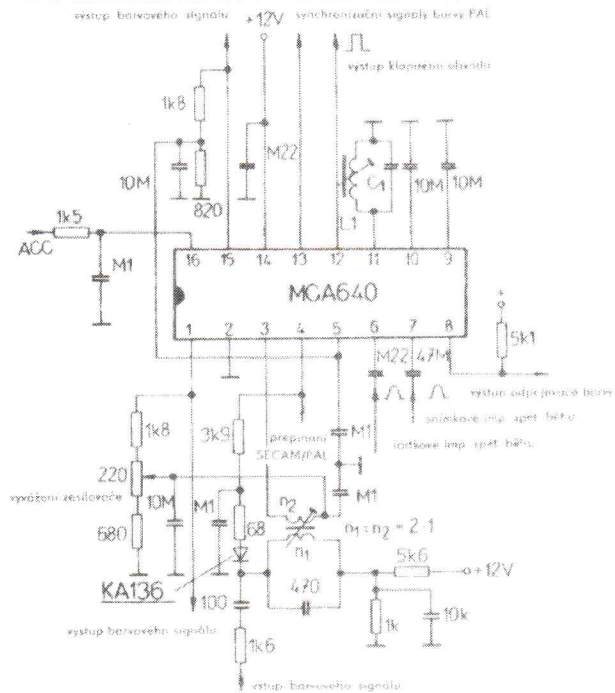 výstup barvového signálu
+12V
synchronizační signály barvy PAL
výstup klopného obvodu
1k8
M22
10M
820
C1
L1
10M
10M
1k5
ACC
M1
16 15 14 13 12 11 10 9
MCA640
1 2 3 4 5 6 7 8
+
5k1
M22
47M
výstup odpojovače barvy
snímkové imp. zpět. běhu
řádkové imp. zpět. běhu
1k8
3k9
přepínání
SECAM/PAL
M1
220
vyvážení zesilovače
10M
M1
n2
M1
680
68
n1
n1 : n2 = 2 : 1
5k6
+12V
KA136
470
100
1k
10k
výstup barvového signálu
1k6
vstup barvového signálu